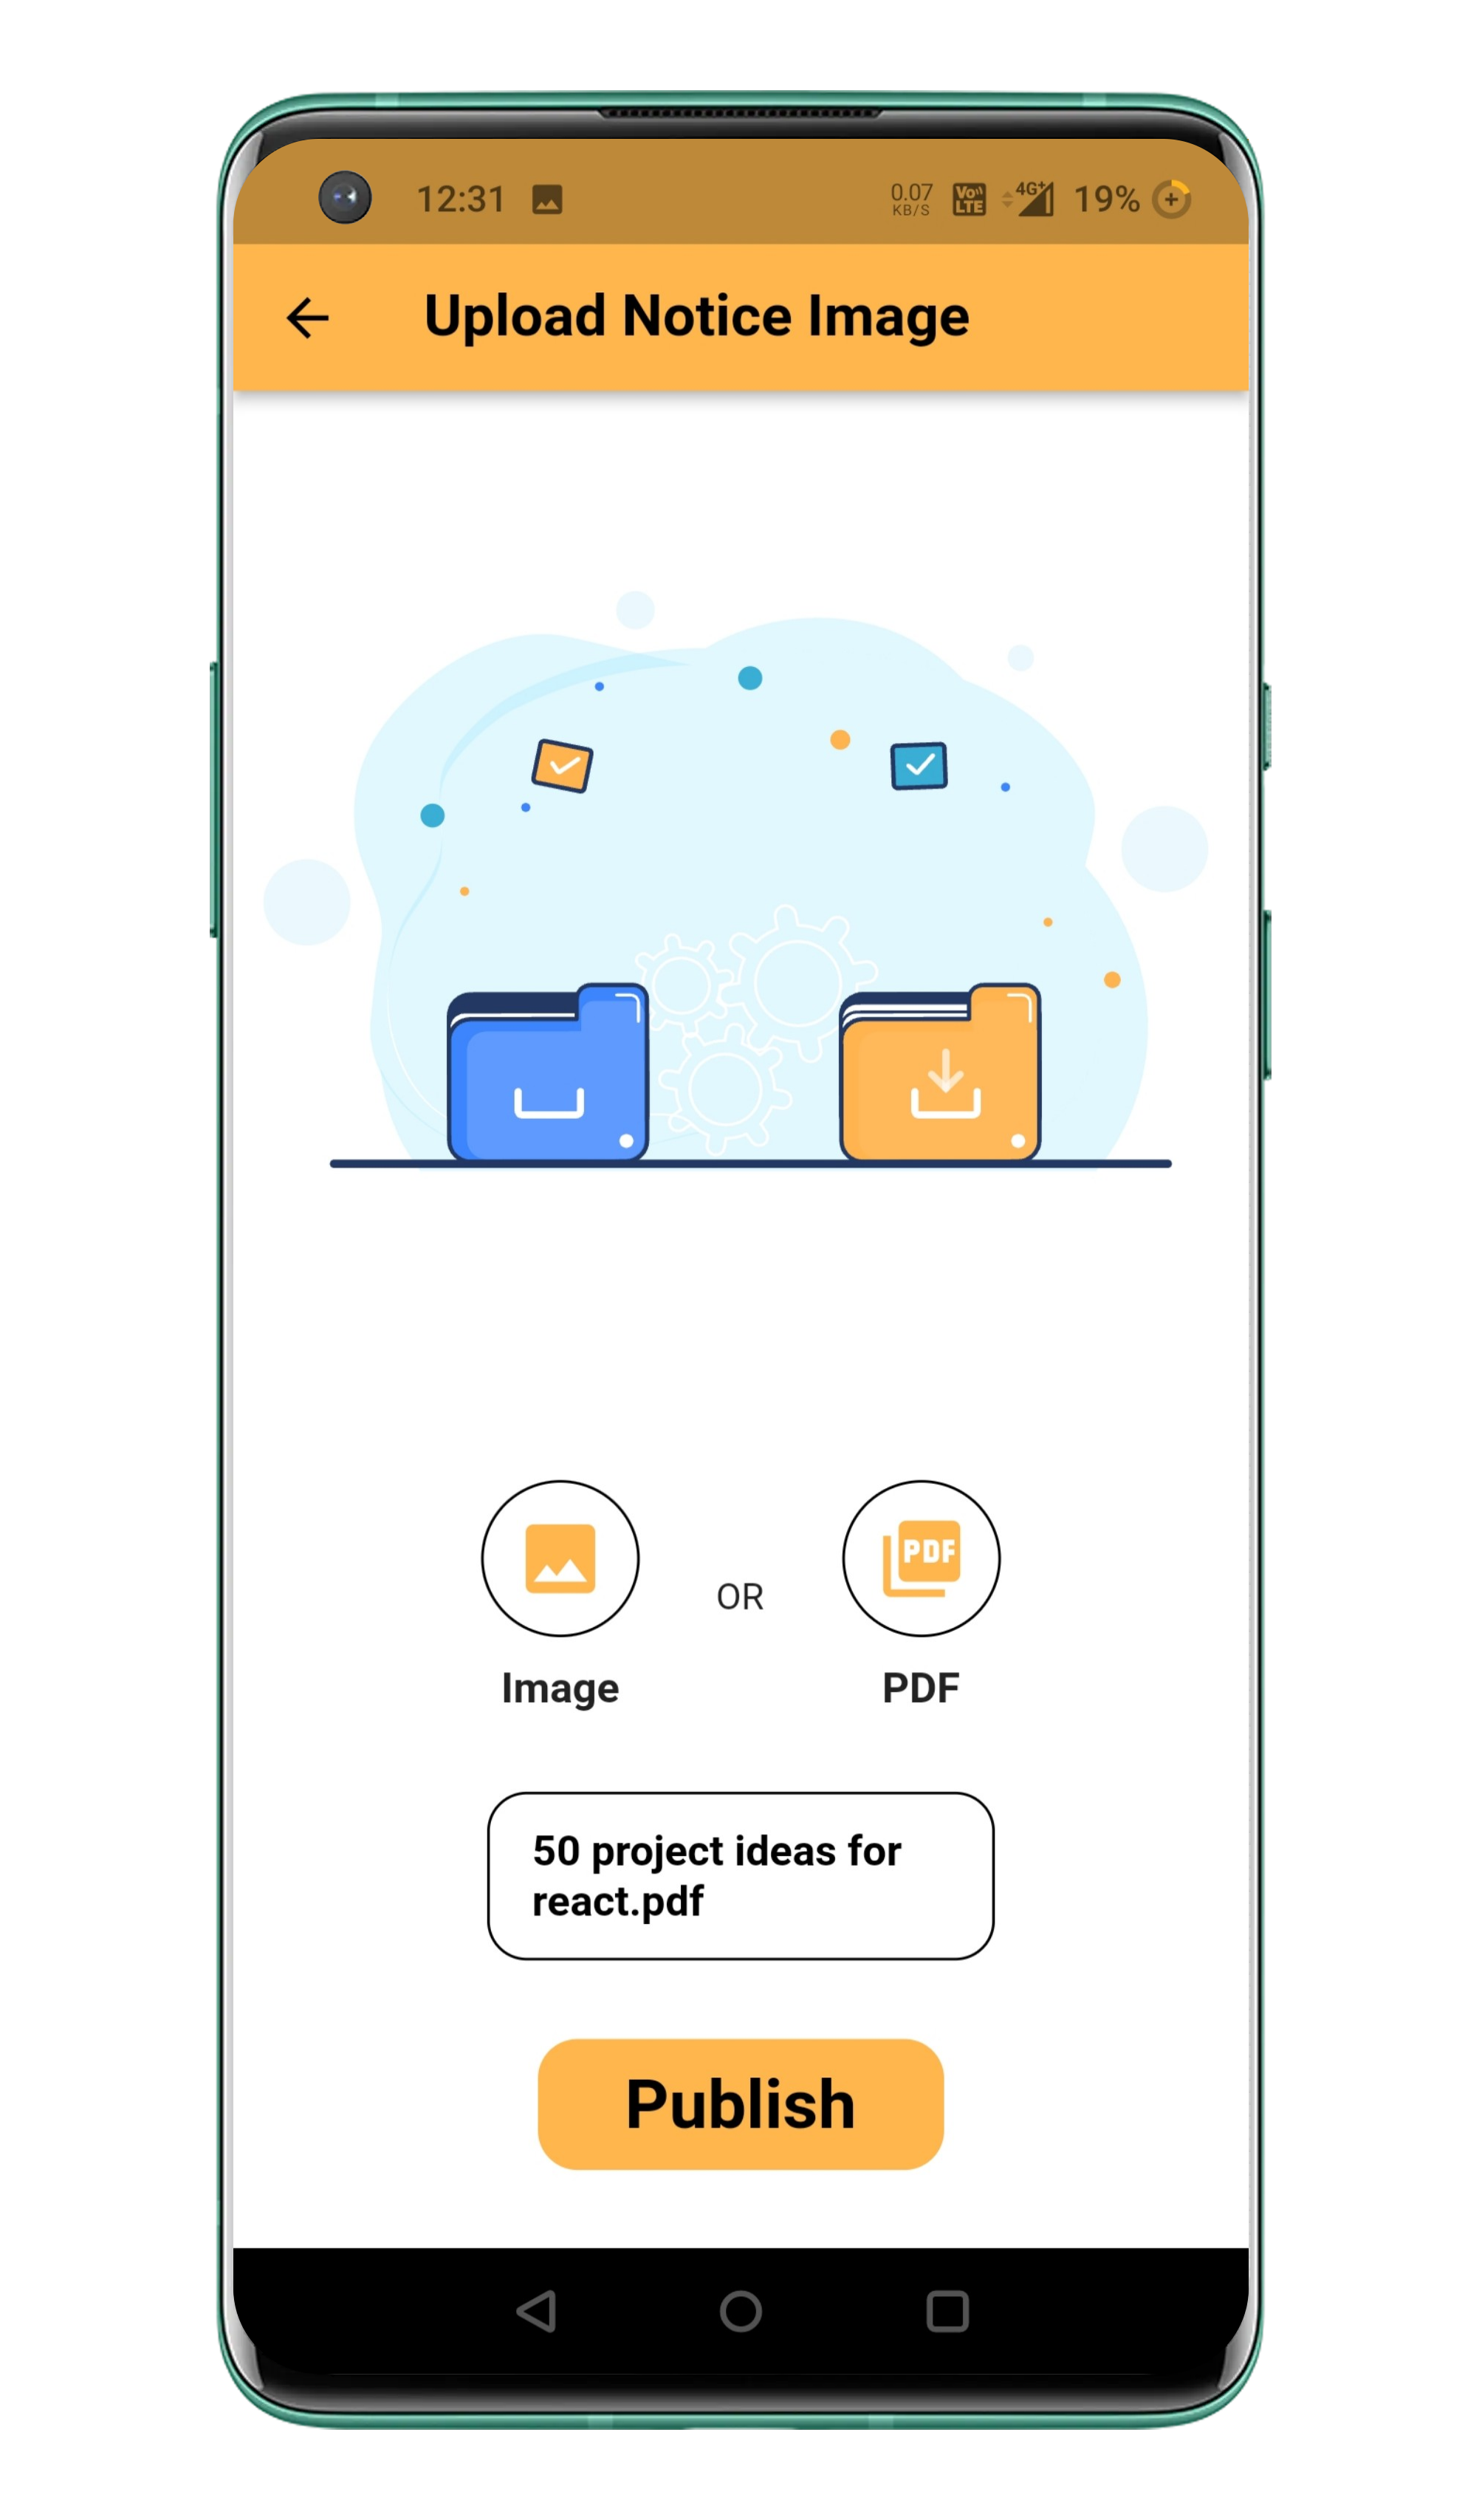 12:31
0.07
KB/S
Vo))
LTE
4G+
19%
Upload Notice Image
PDF
OR
Image
PDF
50 project ideas for
react.pdf
Publish